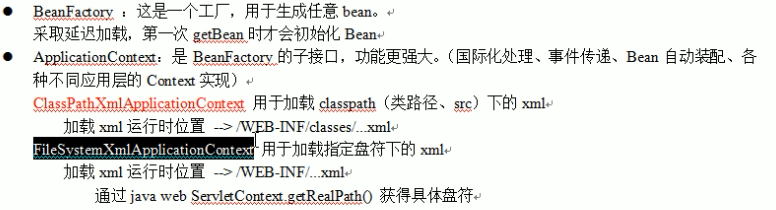 ● BeanFactory ：这是一个工厂，用于生成任意 bean。
采取延迟加载，第一次 getBean 时才会初始化 Bean
● ApplicationContext：是 BeanFactory 的子接口，功能更强大。（国际化处理、事件传递、Bean 自动装配、各
种不同应用层的 Context 实现）
ClassPathXmlApplicationContext 用于加载 classpath（类路径、src）下的 xml
加载 xml 运行时位置 --> /WEB-INF/classes/...xml
FileSystemXmlApplicationContext 用于加载指定盘符下的 xml
加载 xml 运行时位置 --> /WEB-INF/...xml
通过 java web ServletContext.getRealPath() 获得具体盘符